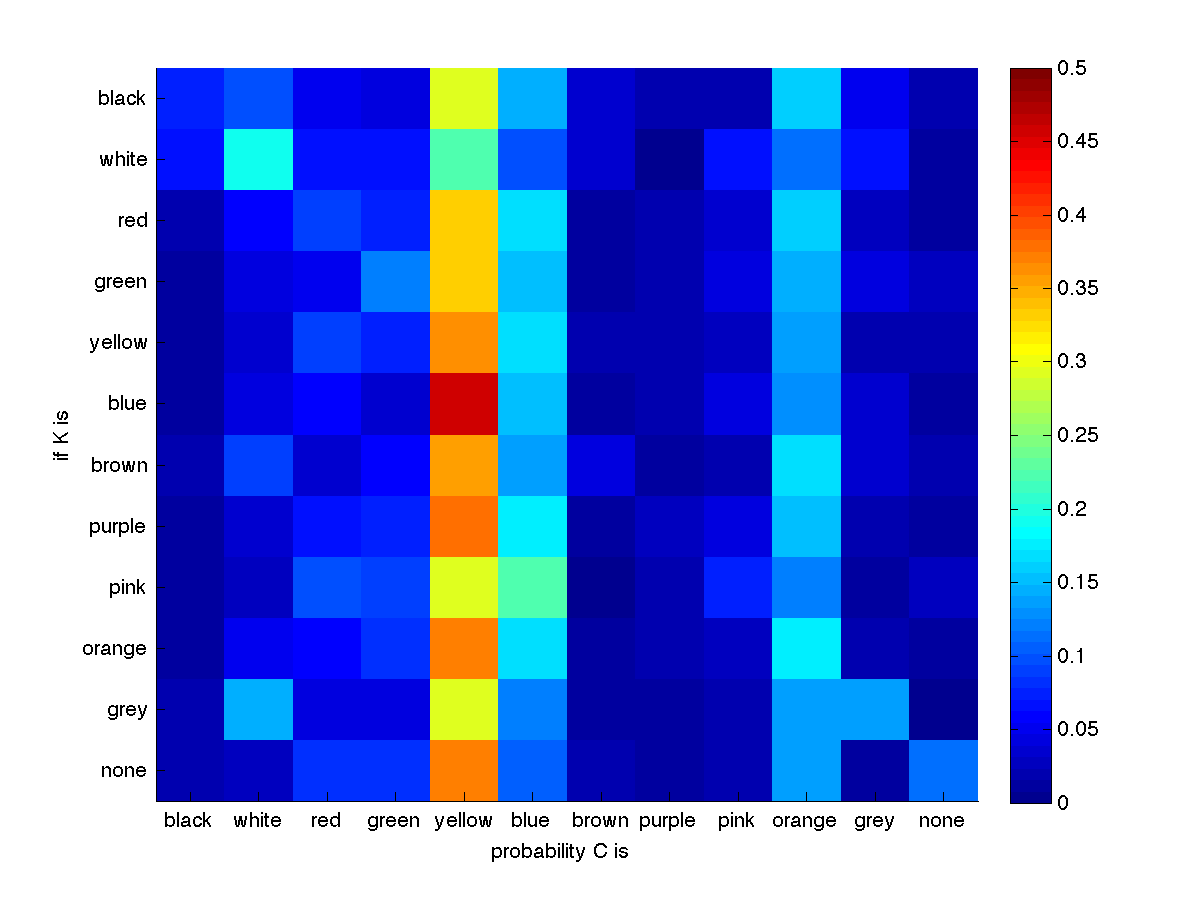 if K is
black
white
red
green
yellow
blue
brown
purple
pink
orange
grey
none
black white red green yellow blue brown purple pink orange grey none
probability C is
0.5
0.45
0.4
0.35
0.3
0.25
0.2
0.15
0.1
0.05
0